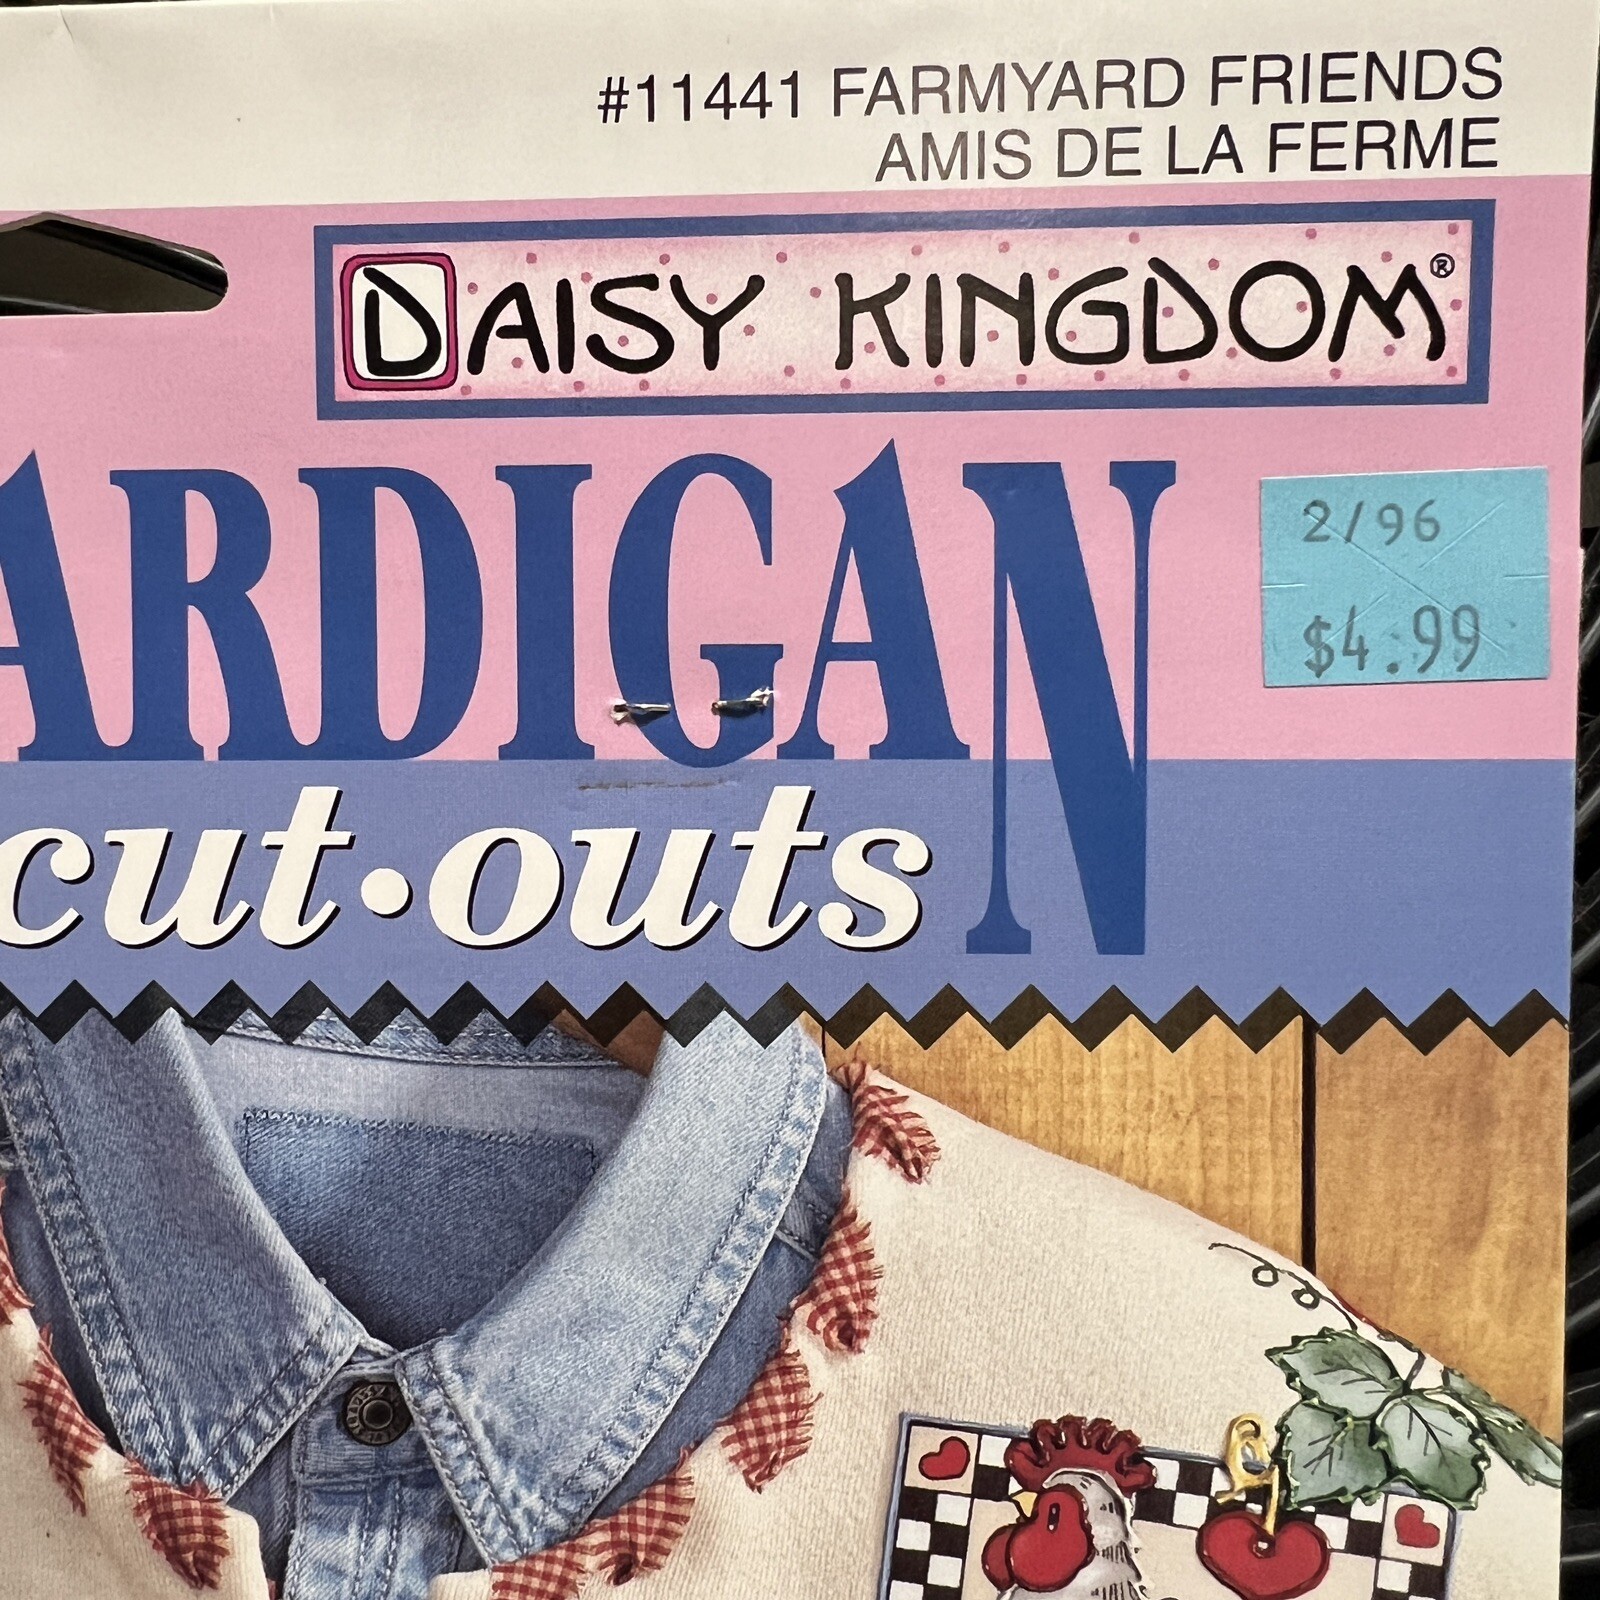 #11441 FARMYARD FRIENDS
AMIS DE LA FERME
DAISY KINGDOM®
ARDIGAN
2/96
$4.99
cut·outs